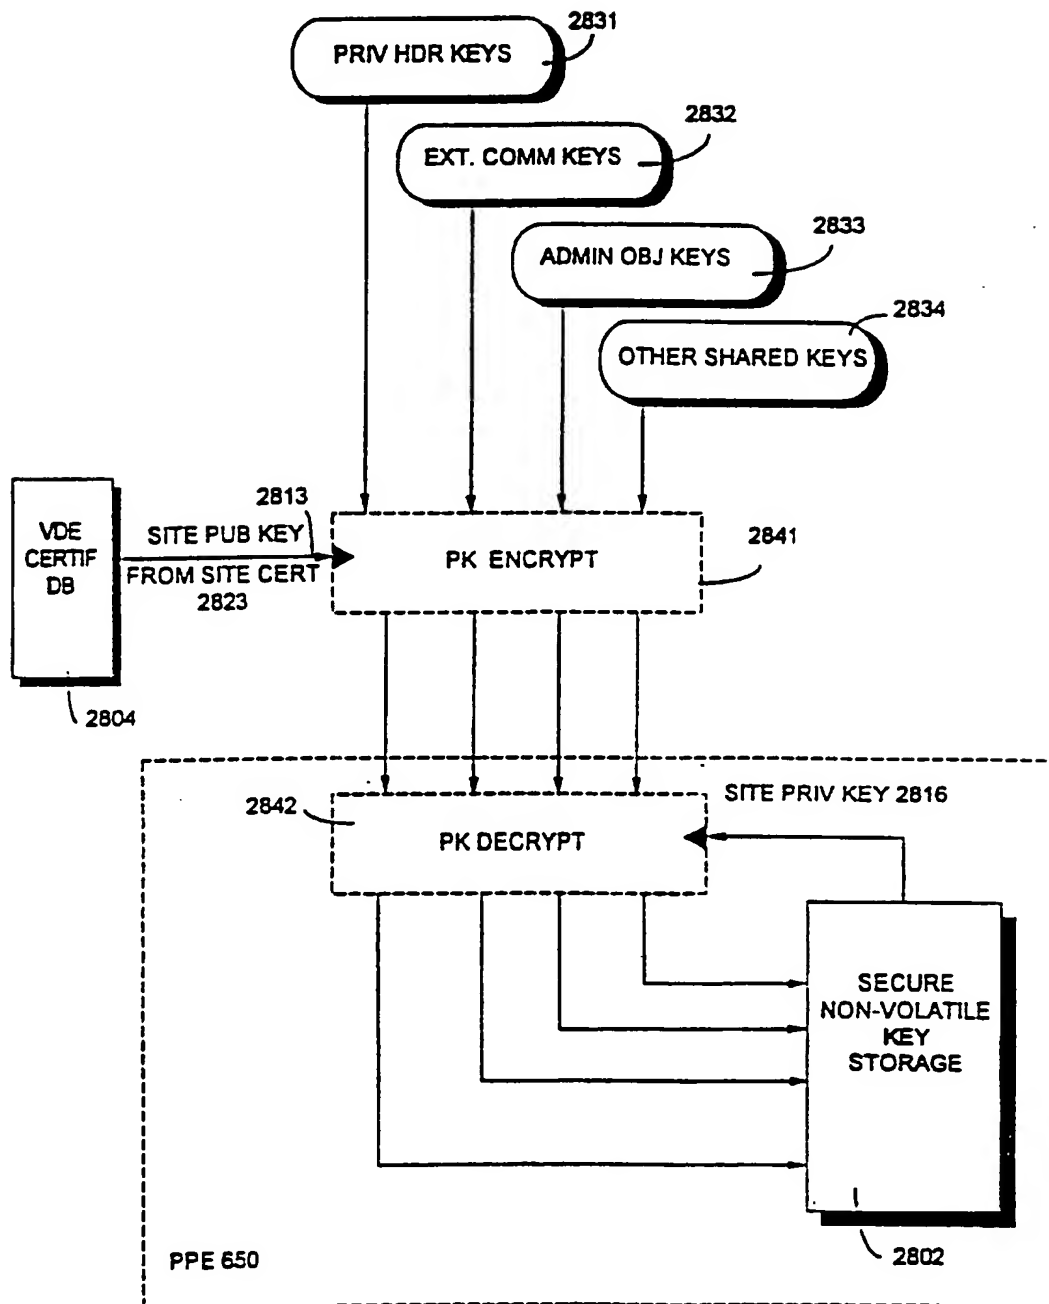 2831
PRIV HDR KEYS
2832
EXT. COMM KEYS
2833
ADMIN OBJ KEYS
2834
OTHER SHARED KEYS
VDE
CERTIF
DB
2813
SITE PUB KEY
FROM SITE CERT
2823
PK ENCRYPT
2841
2804
2842
PK DECRYPT
SITE PRIV KEY 2816
SECURE
NON-VOLATILE
KEY
STORAGE
PPE 650
2802